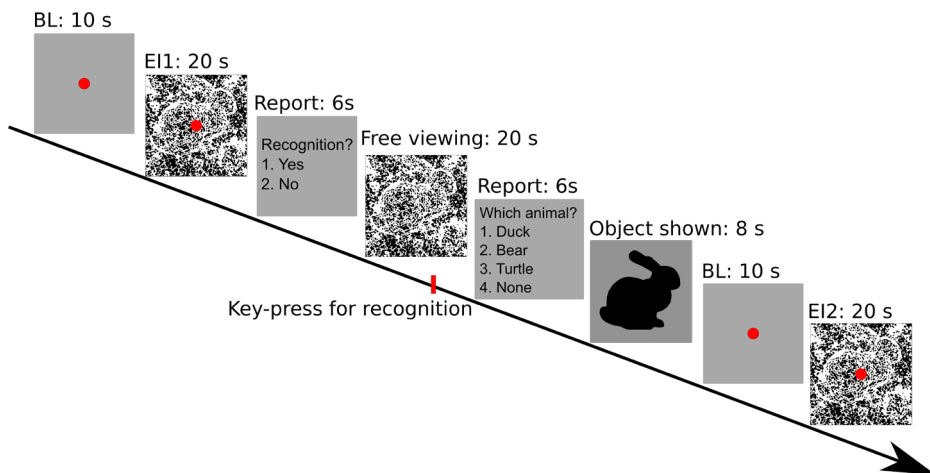 BL: 10 s
EI1: 20 s
Report: 6s
Recognition?
1. Yes
2. No
Free viewing: 20 s
Key-press for recognition
Report: 6s
Which animal?
1. Duck
2. Bear
3. Turtle
4. None
Object shown: 8 s
BL: 10 s
EI2: 20 s